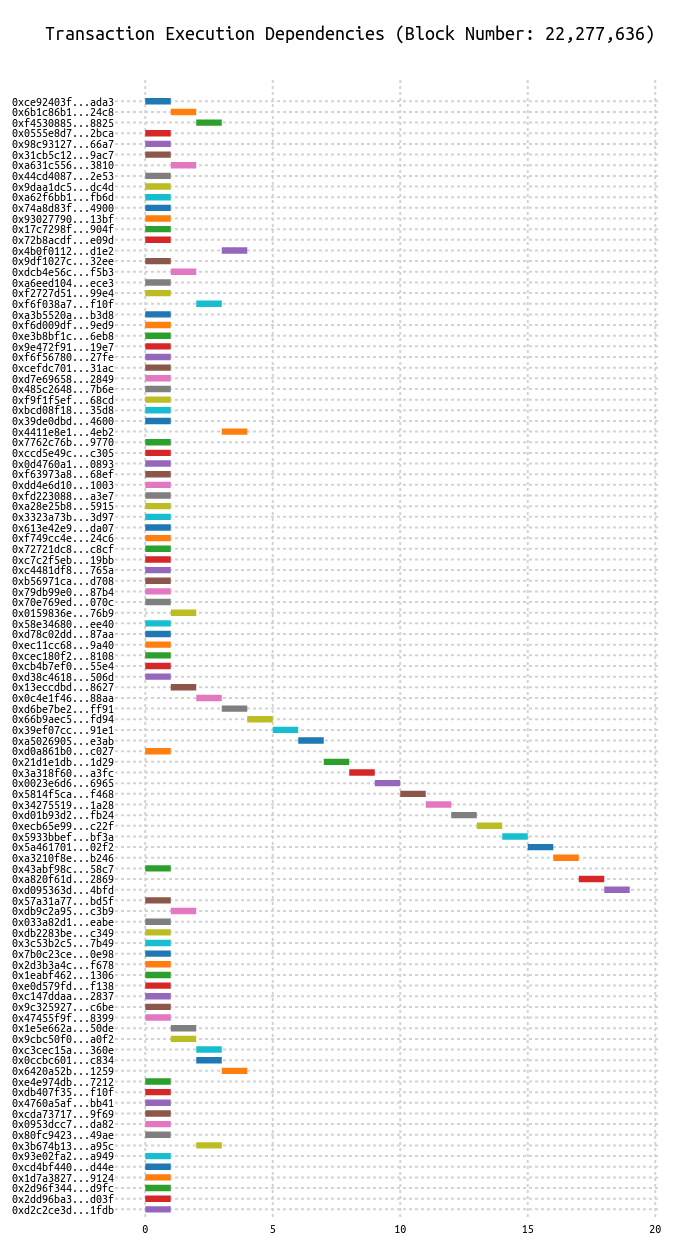 Transaction Execution Dependencies (Block Number: 22,277,636)
0xce92403f...ada3
0x6b1c86b1...24c8
0xf4530885...8825
0x0555e8d7...2bca
0x98c93127...66a7
0x31cb5c12...9ac7
0xa631c556...3810
0x44cd4087...2e53
0x9daa1dc5...dc4d
0xa62f6bb1...fb6d
0x74a8d83f...4900
0x93027790...13bf
0x17c7298f...904f
0x72b8acdf...e09d
0x4b0f0112...d1e2
0x9df1027c...32ee
0xdcb4e56c...f5b3
0xa6eed104...ece3
0xf2727d51...99e4
0xf6f038a7...f10f
0xa3b5520a...b3d8
0xf6d009df...9ed9
0xe3b8bf1c...6eb8
0x9e472f91...19e7
0xf6f56780...27fe
0xcefdc701...31ac
0xd7e69658...2849
0x485c2648...7b6e
0xf9f1f5ef...68cd
0xbcd08f18...35d8
0x39de0dbd...4600
0x4411e8e1...4eb2
0x7762c76b...9770
0xccd5e49c...c305
0x0d4760a1...0893
0xf63973a8...68ef
0xdd4e6d10...1003
0xfd223088...a3e7
0xa28e25b8...5915
0x3323a73b...3d97
0x613e42e9...da07
0xf749cc4e...24c6
0x72721dc8...c8cf
0xc7c2f5eb...19bb
0xc4481df8...765a
0xb56971ca...d708
0x79db99e0...87b4
0x70e769ed...070c
0x0159836e...76b9
0x58e34680...ee40
0xd78c02dd...87aa
0xec11cc68...9a40
0xcec180f2...8108
0xcb4b7ef0...55e4
0xd38c4618...506d
0x13eccdbd...8627
0x0c4e1f46...88aa
0xd6be7be2...ff91
0x66b9aec5...fd94
0x39ef07cc...91e1
0xa5026905...e3ab
0xd0a861b0...c027
0x21d1e1db...1d29
0x3a318f60...a3fc
0x0023e6d6...6965
0x5814f5ca...f468
0x34275519...1a28
0xd01b93d2...fb24
0xecb65e99...c22f
0x5933bbef...bf3a
0x5a461701...02f2
0xa3210f8e...b246
0x43abf98c...58c7
0xa820f61d...2869
0xd095363d...4bfd
0x57a31a77...bd5f
0xdb9c2a95...c3b9
0x033a82d1...eabe
0xdb2283be...c349
0x3c53b2c5...7b49
0x7b0c23ce...0e98
0x2d3b3a4c...f678
0x1eabf462...1306
0xe0d579fd...f138
0xc147ddaa...2837
0x9c325927...c6be
0x47455f9f...8399
0x1e5e662a...50de
0x9cbc50f0...a0f2
0xc3cec15a...360e
0x0ccbc601...c834
0x6420a52b...1259
0xe4e974db...7212
0xdb407f35...f10f
0x4760a5af...bb41
0xcda73717...9f69
0x0953dcc7...da82
0x80fc9423...49ae
0x3b674b13...a95c
0x93e02fa2...a949
0xcd4bf440...d44e
0x1d7a3827...9124
0x2d96f344...d9fc
0x2dd96ba3...d03f
0xd2c2ce3d...1fdb
0 5 10 15 20